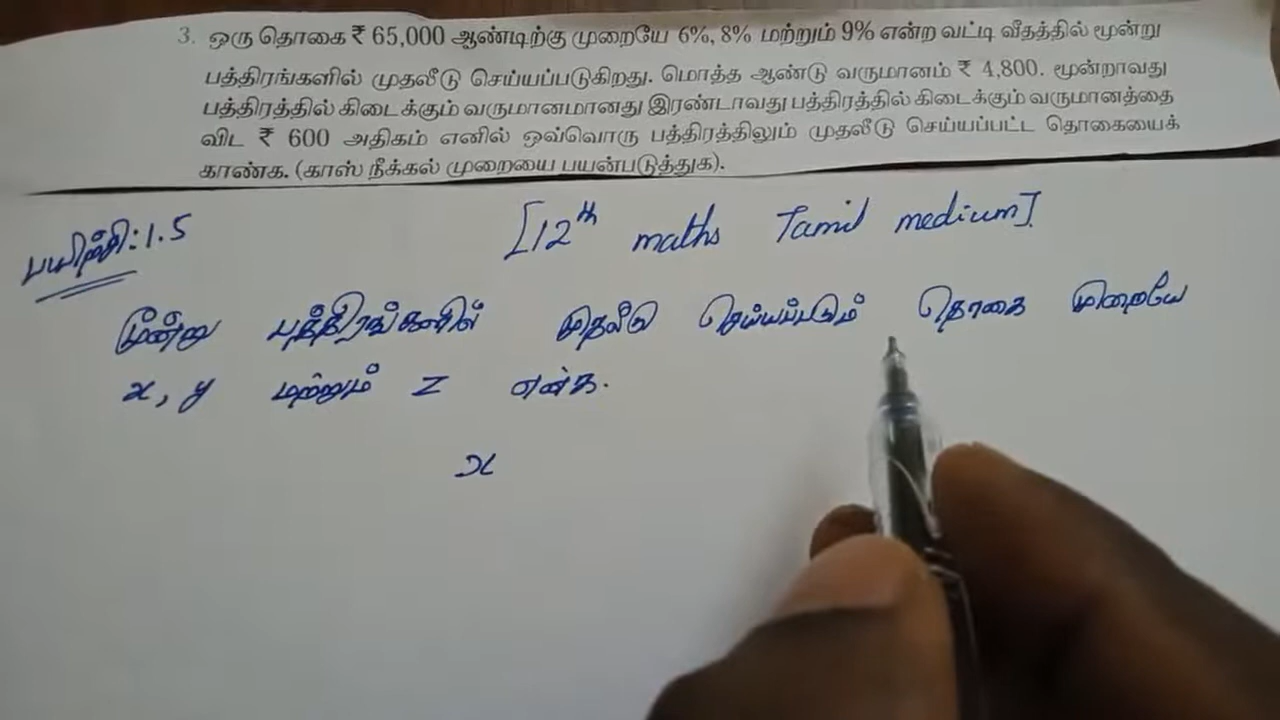 3. ஒரு தொகை ₹ 65,000 ஆண்டிற்கு முறையே 6%, 8% மற்றும் 9% என்ற வட்டி வீதத்தில் மூன்று
பத்திரங்களில் முதலீடு செய்யப்படுகிறது. மொத்த ஆண்டு வருமானம் ₹ 4,800. மூன்றாவது
பத்திரத்தில் கிடைக்கும் வருமானமானது இரண்டாவது பத்திரத்தில் கிடைக்கும் வருமானத்தை
விட ₹ 600 அதிகம் எனில் ஒவ்வொரு பத்திரத்திலும் முதலீடு செய்யப்பட்ட தொகையைக்
காண்க. (காஸ் நீக்கல் முறையை பயன்படுத்துக).
பயிற்சி: 1.5
[12th maths Tamil medium]
மூன்று பத்திரங்களில் முதலீடு செய்யப்படும் தொகை முறையே
x, y மற்றும் z என்க.
x